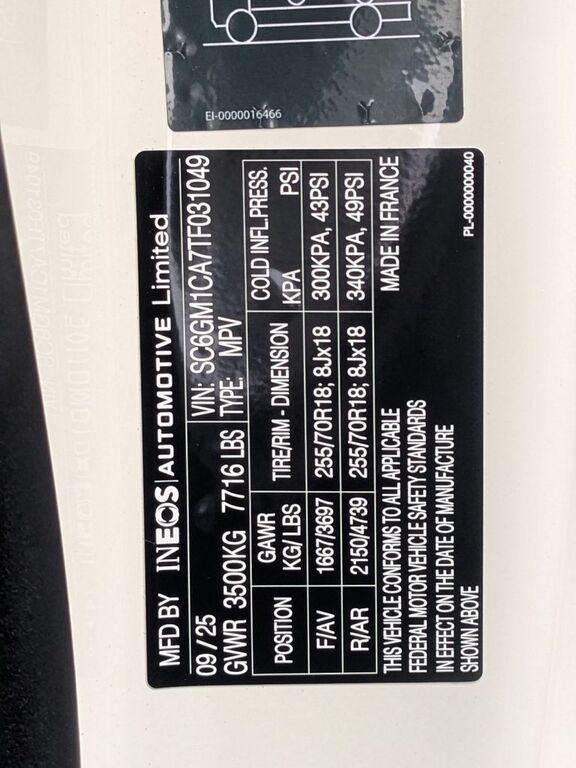 EI-0000016466
MFD BY INEOS | AUTOMOTIVE Limited
09/25 VIN: SC6GM1CA7TF031049
GVWR 3500KG 7716 LBS TYPE: MPV
POSITION GAWR KG/LBS TIRE/RIM - DIMENSION COLD INFL.PRESS. KPA PSI
F/AV 1667/3697 255/70R18; 8Jx18 300KPA, 43PSI
R/AR 2150/4739 255/70R18; 8Jx18 340KPA, 49PSI
THIS VEHICLE CONFORMS TO ALL APPLICABLE MADE IN FRANCE
FEDERAL MOTOR VEHICLE SAFETY STANDARDS
IN EFFECT ON THE DATE OF MANUFACTURE
SHOWN ABOVE
PL-0000000040